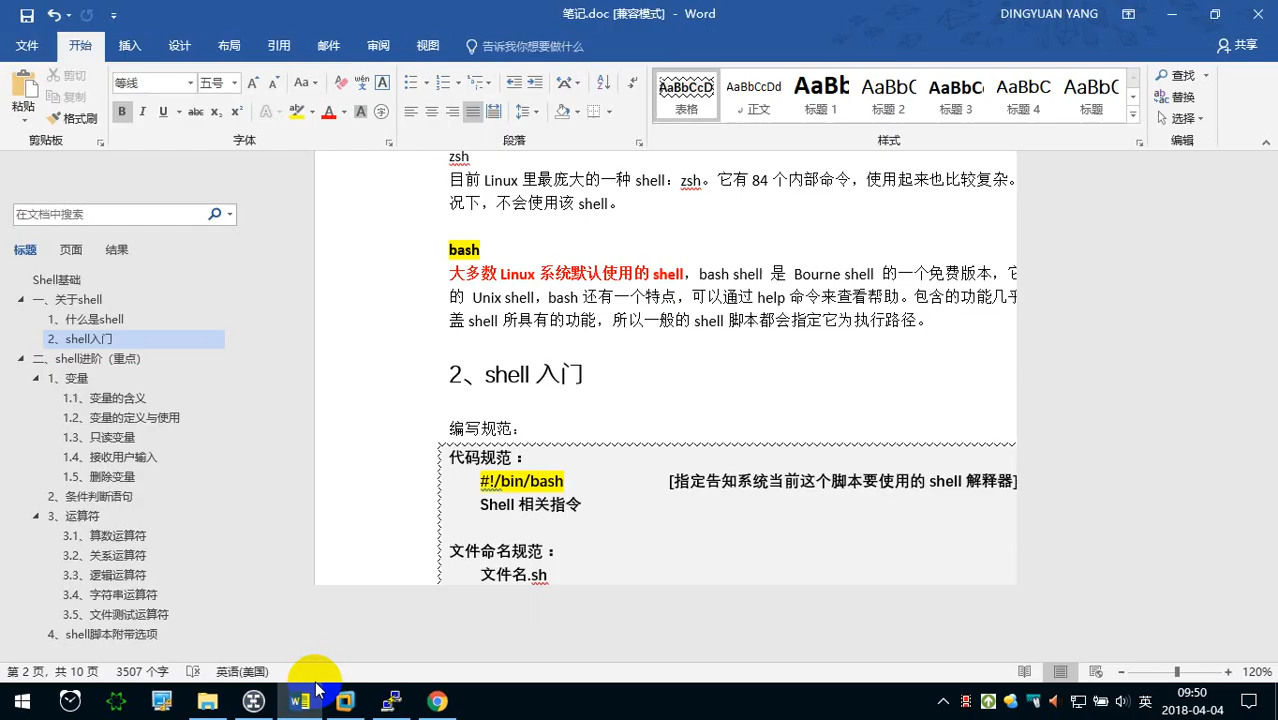 笔记.doc [兼容模式] - Word
DINGYUAN YANG
文件 开始 插入 设计 布局 引用 邮件 审阅 视图 告诉我你想要做什么 共享
粘贴
剪切
复制
格式刷
剪贴板
等线 五号
字体
段落
AaBbCcD 表格
AaBbCcDd 正文
AaBb 标题 1
AaBbC 标题 2
AaBbC 标题 3
AaBbC 标题 4
AaBbC 标题
样式
查找
替换
选择
编辑
在文档中搜索
标题 页面 结果
Shell基础
一、关于shell
1、什么是shell
2、shell入门
二、shell进阶（重点）
1、变量
1.1、变量的含义
1.2、变量的定义与使用
1.3、只读变量
1.4、接收用户输入
1.5、删除变量
2、条件判断语句
3、运算符
3.1、算数运算符
3.2、关系运算符
3.3、逻辑运算符
3.4、字符串运算符
3.5、文件测试运算符
4、shell脚本附带选项
zsh
目前 Linux 里最庞大的一种 shell：zsh。它有 84 个内部命令，使用起来也比较复杂。
况下，不会使用该 shell。
bash
大多数 Linux 系统默认使用的 shell，bash shell 是 Bourne shell 的一个免费版本，它
的 Unix shell，bash 还有一个特点，可以通过 help 命令来查看帮助。包含的功能几乎
盖 shell 所具有的功能，所以一般的 shell 脚本都会指定它为执行路径。
2、shell 入门
编写规范：
代码规范：
#!/bin/bash [指定告知系统当前这个脚本要使用的 shell 解释器]
Shell 相关指令
文件命名规范：
文件名.sh
第 2 页，共 10 页 3507 个字 英语(美国) 120%
英
09:50
2018-04-04